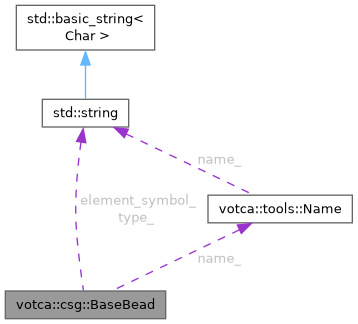 std::basic_string<
Char >
std::string
name_
element_symbol_
type_
votca::tools::Name
name_
votca::csg::BaseBead